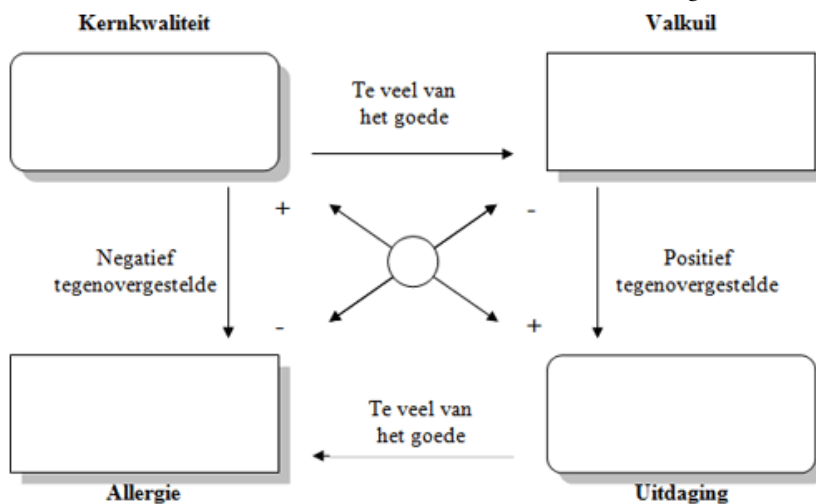 Kernkwaliteit
Valkuil
Te veel van
het goede
+
-
Negatief
tegenovergestelde
Positief
tegenovergestelde
-
+
Te veel van
het goede
Allergie
Uitdaging